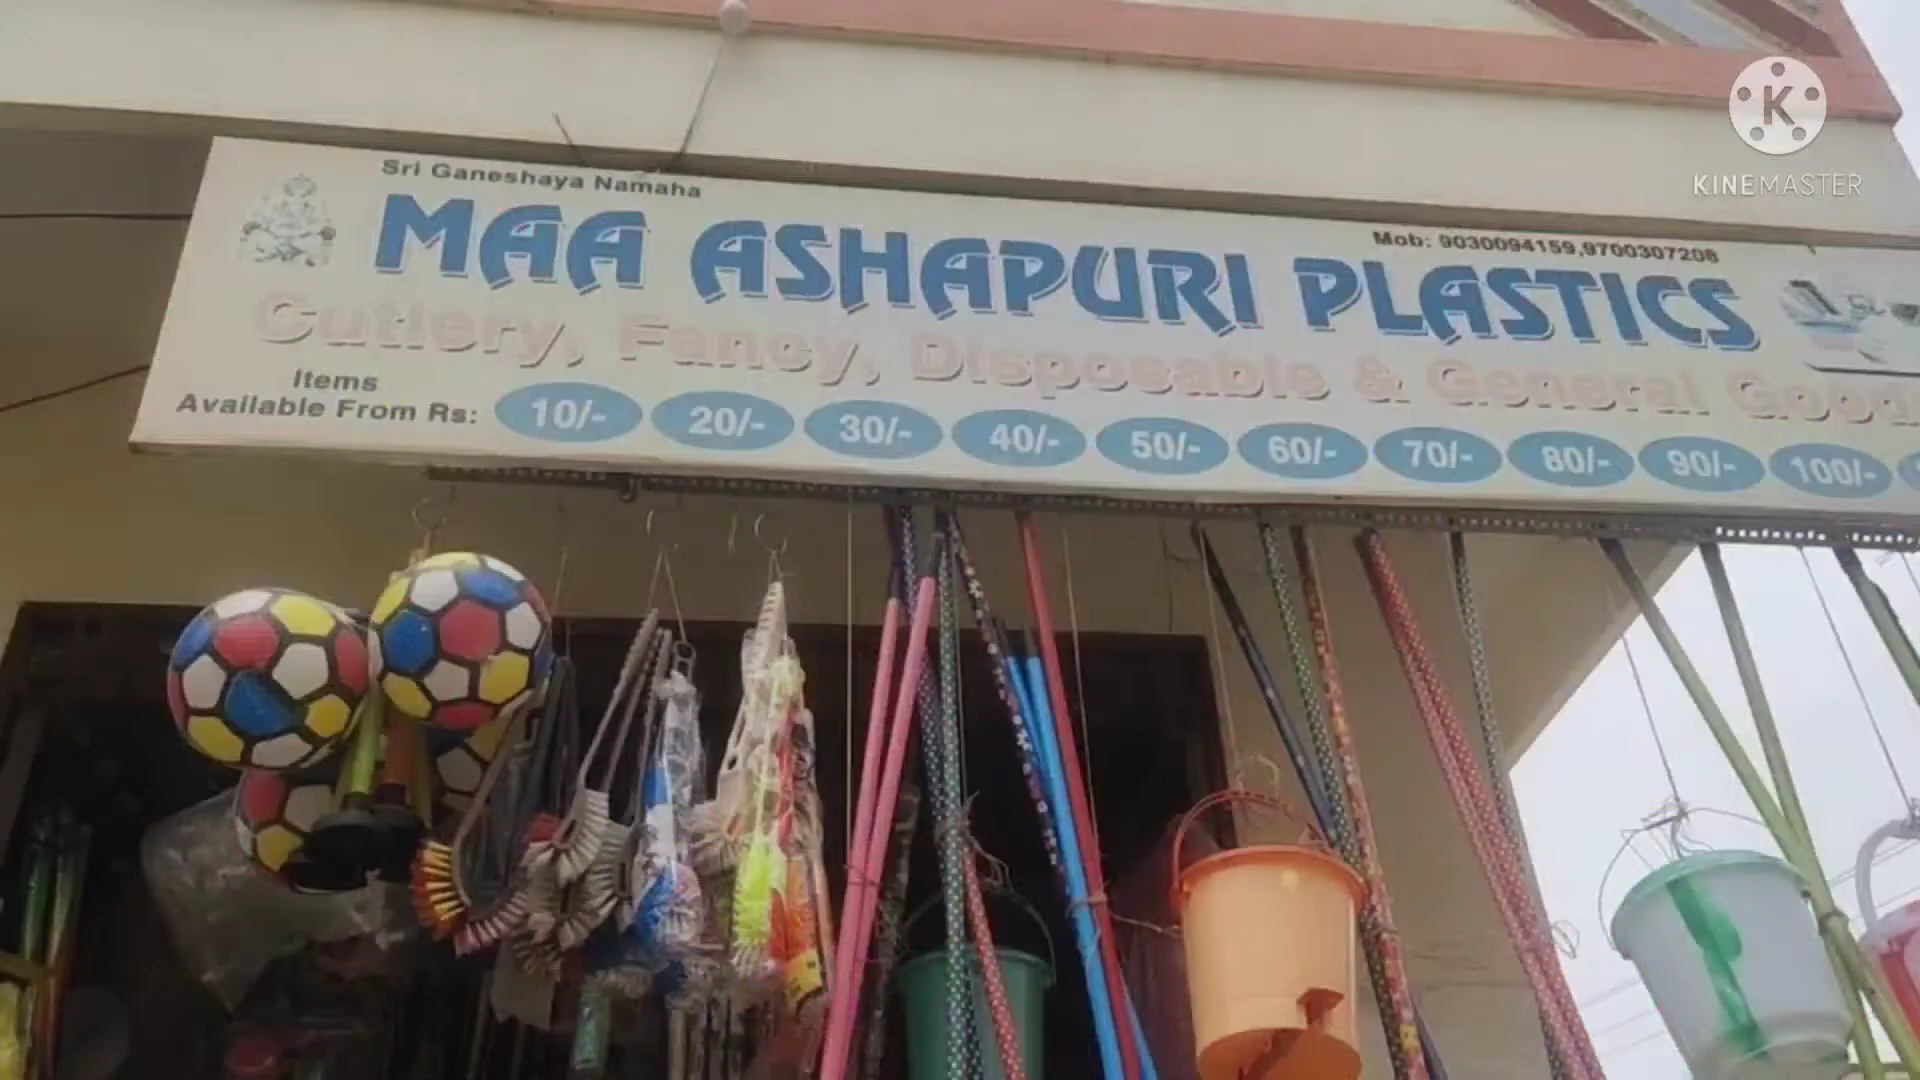 Sri Ganeshaya Namaha
Mob: 9030094159,9700307208
MAA ASHAPURI PLASTICS
Cutlery, Fancy, Disposable & General Good
Items
Available From Rs: 10/- 20/- 30/- 40/- 50/- 60/- 70/- 80/- 90/- 100/-
K
KINEMASTER